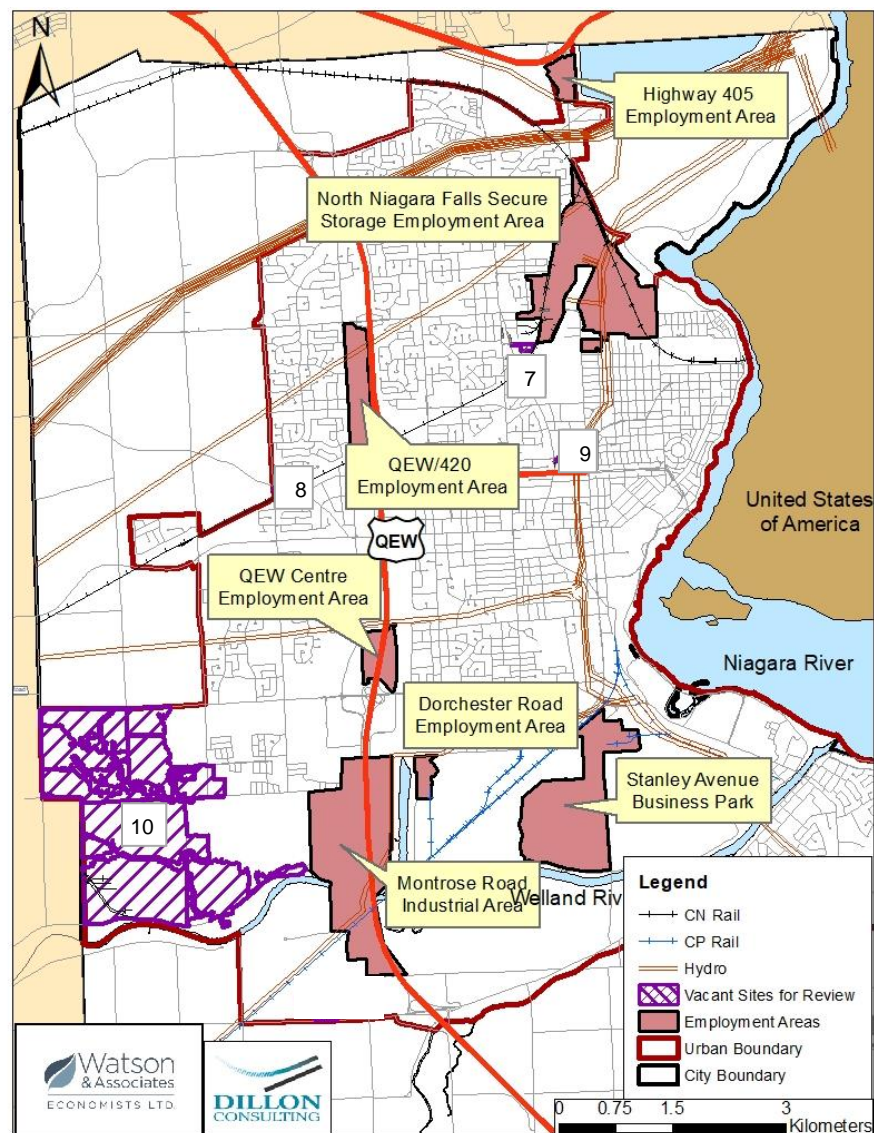 N
Highway 405
Employment Area
North Niagara Falls Secure
Storage Employment Area
7
9
QEW/420
Employment Area
8
United States
of America
QEW
QEW Centre
Employment Area
Niagara River
Dorchester Road
Employment Area
Stanley Avenue
Business Park
10
Montrose Road
Industrial Area
Welland Riv
Legend
CN Rail
CP Rail
Hydro
Vacant Sites for Review
Employment Areas
Urban Boundary
City Boundary
Watson
& Associates
ECONOMISTS LTD.
DILLON
CONSULTING
0 0.75 1.5 3
Kilometers